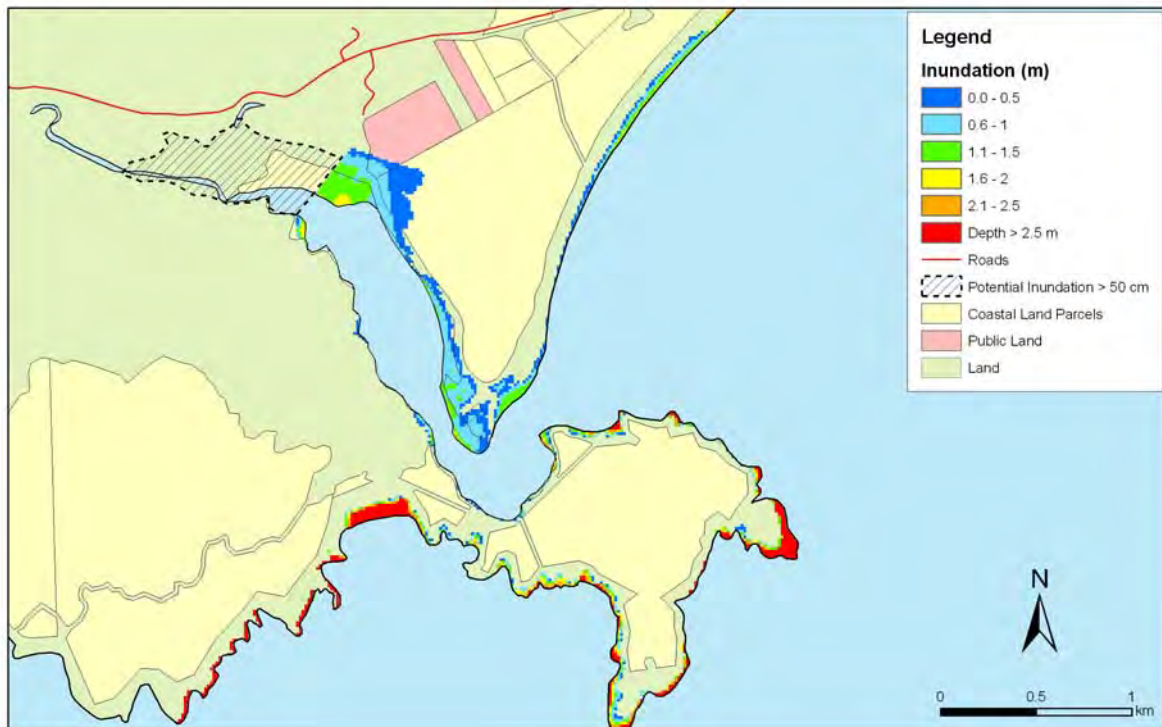 Legend
Inundation (m)
0.0 - 0.5
0.6 - 1
1.1 - 1.5
1.6 - 2
2.1 - 2.5
Depth > 2.5 m
Roads
Potential Inundation > 50 cm
Coastal Land Parcels
Public Land
Land
N
0 0.5 1
km